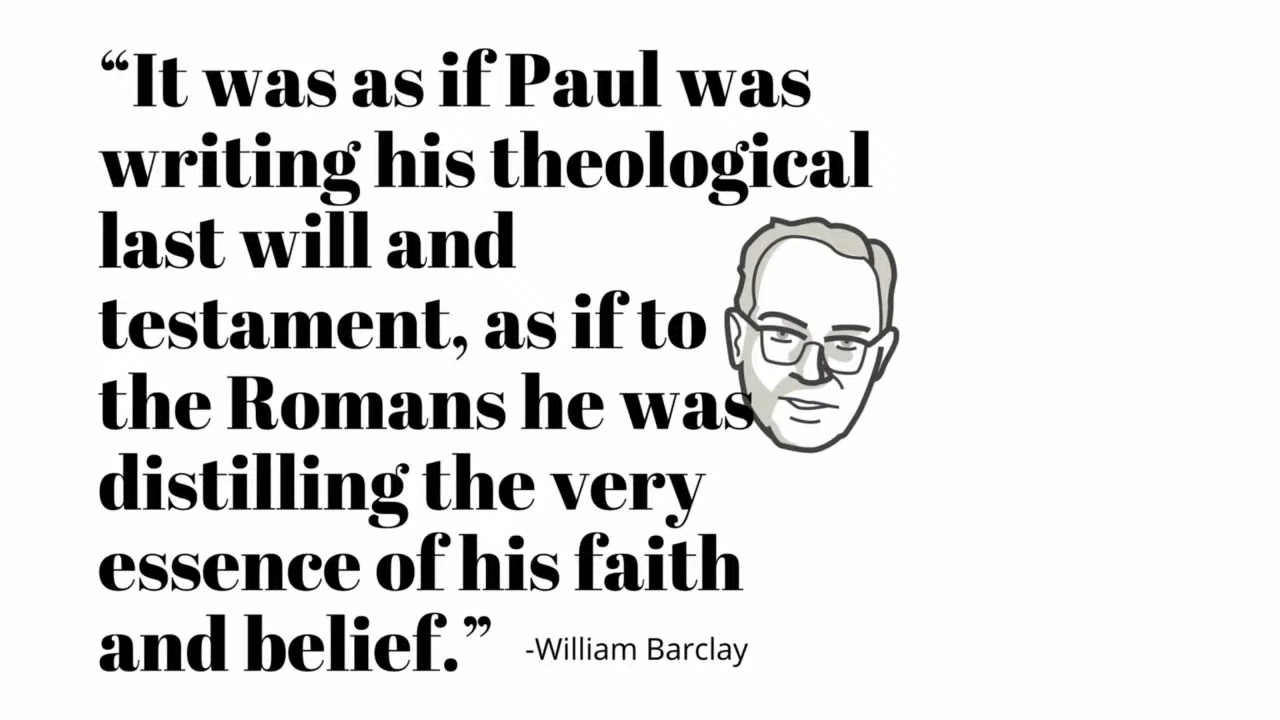 “It was as if Paul was
writing his theological
last will and
testament, as if to
the Romans he was
distilling the very
essence of his faith
and belief.” -William Barclay